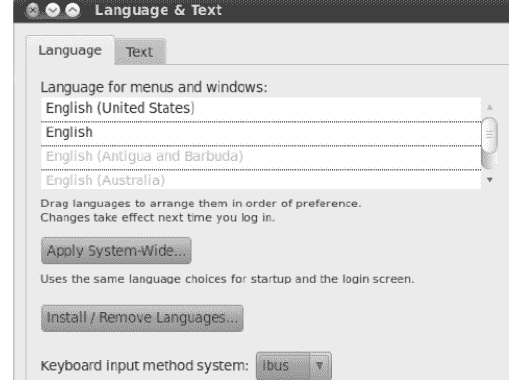 Language & Text
Language Text
Language for menus and windows:
English (United States)
English
English (Antigua and Barbuda)
English (Australia)
Drag languages to arrange them in order of preference.
Changes take effect next time you log in.
Apply System-Wide...
Uses the same language choices for startup and the login screen.
Install / Remove Languages...
Keyboard input method system: ibus